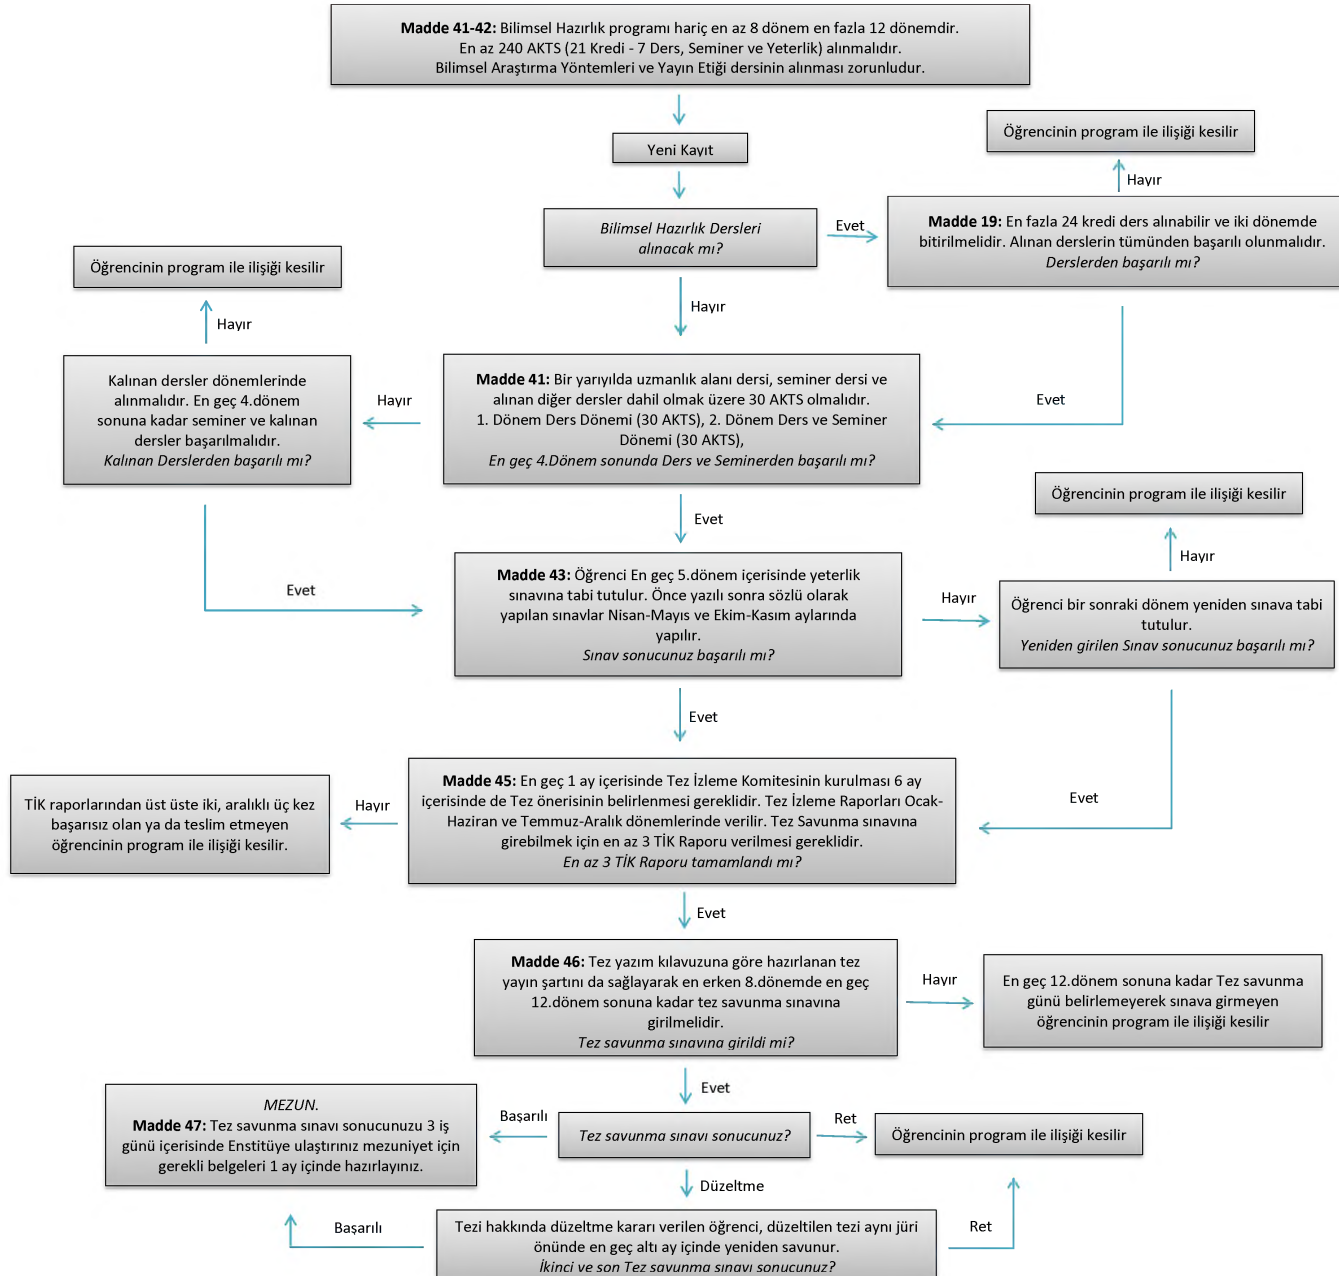 Madde 41-42: Bilimsel Hazırlık programı hariç en az 8 dönem en fazla 12 dönemdir.
En az 240 AKTS (21 Kredi - 7 Ders, Seminer ve Yeterlik) alınmalıdır.
Bilimsel Araştırma Yöntemleri ve Yayın Etiği dersinin alınması zorunludur.
Yeni Kayıt
Öğrencinin program ile ilişiği kesilir
Hayır
Bilimsel Hazırlık Dersleri
alınacak mı?
Evet
Madde 19: En fazla 24 kredi ders alınabilir ve iki dönemde
bitirilmelidir. Alınan derslerin tümünden başarılı olunmalıdır.
Derslerden başarılı mı?
Öğrencinin program ile ilişiği kesilir
Hayır
Hayır
Kalınan dersler dönemlerinde
alınmalıdır. En geç 4.dönem
sonuna kadar seminer ve kalınan
dersler başarılmalıdır.
Kalınan Derslerden başarılı mı?
Hayır
Madde 41: Bir yarıyılda uzmanlık alanı dersi, seminer dersi ve
alınan diğer dersler dahil olmak üzere 30 AKTS olmalıdır.
1. Dönem Ders Dönemi (30 AKTS), 2. Dönem Ders ve Seminer
Dönemi (30 AKTS),
En geç 4.Dönem sonunda Ders ve Seminerden başarılı mı?
Evet
Evet
Öğrencinin program ile ilişiği kesilir
Hayır
Evet
Madde 43: Öğrenci En geç 5.dönem içerisinde yeterlik
sınavına tabi tutulur. Önce yazılı sonra sözlü olarak
yapılan sınavlar Nisan-Mayıs ve Ekim-Kasım aylarında
yapılır.
Sınav sonucunuz başarılı mı?
Hayır
Öğrenci bir sonraki dönem yeniden sınava tabi
tutulur.
Yeniden girilen Sınav sonucunuz başarılı mı?
Evet
Evet
TİK raporlarından üst üste iki, aralıklı üç kez
başarısız olan ya da teslim etmeyen
öğrencinin program ile ilişiği kesilir.
Hayır
Madde 45: En geç 1 ay içerisinde Tez İzleme Komitesinin kurulması 6 ay
içerisinde de Tez önerisinin belirlenmesi gereklidir. Tez İzleme Raporları Ocak-
Haziran ve Temmuz-Aralık dönemlerinde verilir. Tez Savunma sınavına
girebilmek için en az 3 TİK Raporu verilmesi gereklidir.
En az 3 TİK Raporu tamamlandı mı?
Evet
Madde 46: Tez yazım kılavuzuna göre hazırlanan tez
yayın şartını da sağlayarak en erken 8.dönemde en geç
12.dönem sonuna kadar tez savunma sınavına
girilmelidir.
Tez savunma sınavına girildi mi?
Hayır
En geç 12.dönem sonuna kadar Tez savunma
günü belirlemeyerek sınava girmeyen
öğrencinin program ile ilişiği kesilir
Evet
MEZUN.
Madde 47: Tez savunma sınavı sonucunuzu 3 iş
günü içerisinde Enstitüye ulaştırınız mezuniyet için
gerekli belgeleri 1 ay içinde hazırlayınız.
Başarılı
Tez savunma sınavı sonucunuz?
Ret
Öğrencinin program ile ilişiği kesilir
Düzeltme
Başarılı
Tezi hakkında düzeltme kararı verilen öğrenci, düzeltilen tezi aynı jüri
önünde en geç altı ay içinde yeniden savunur.
İkinci ve son Tez savunma sınavı sonucunuz?
Ret